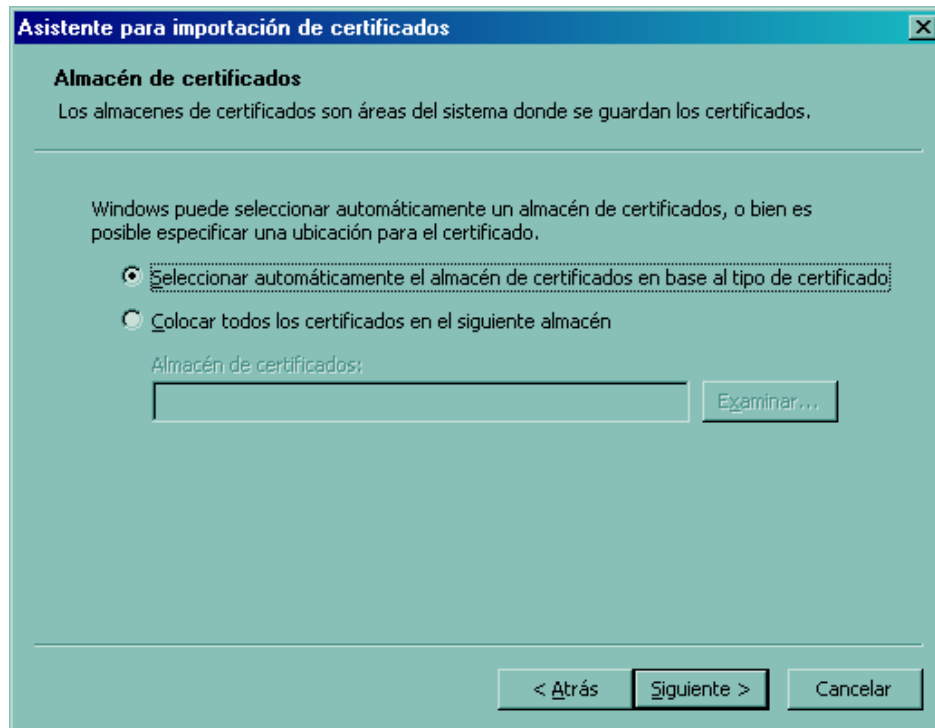 Asistente para importación de certificados
Almacén de certificados
Los almacenes de certificados son áreas del sistema donde se guardan los certificados.
Windows puede seleccionar automáticamente un almacén de certificados, o bien es
posible especificar una ubicación para el certificado.
Seleccionar automáticamente el almacén de certificados en base al tipo de certificado
Colocar todos los certificados en el siguiente almacén
Almacén de certificados:
Examinar...
< Atrás Siguiente > Cancelar